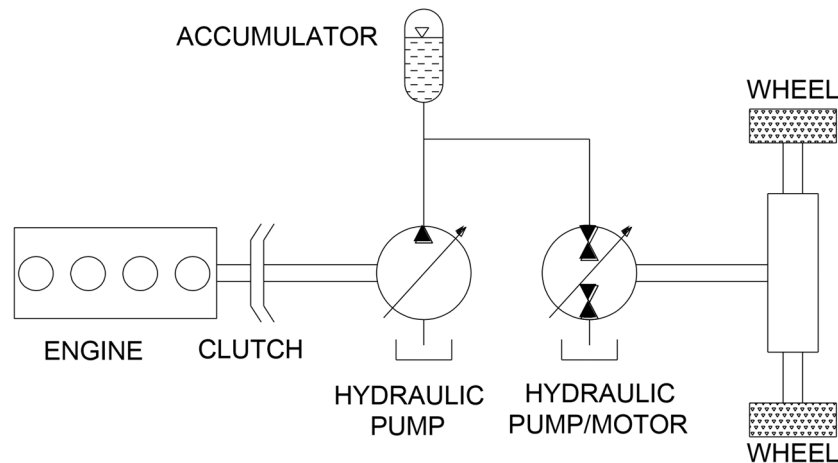 ACCUMULATOR
WHEEL
ENGINE
CLUTCH
HYDRAULIC
PUMP
HYDRAULIC
PUMP/MOTOR
WHEEL